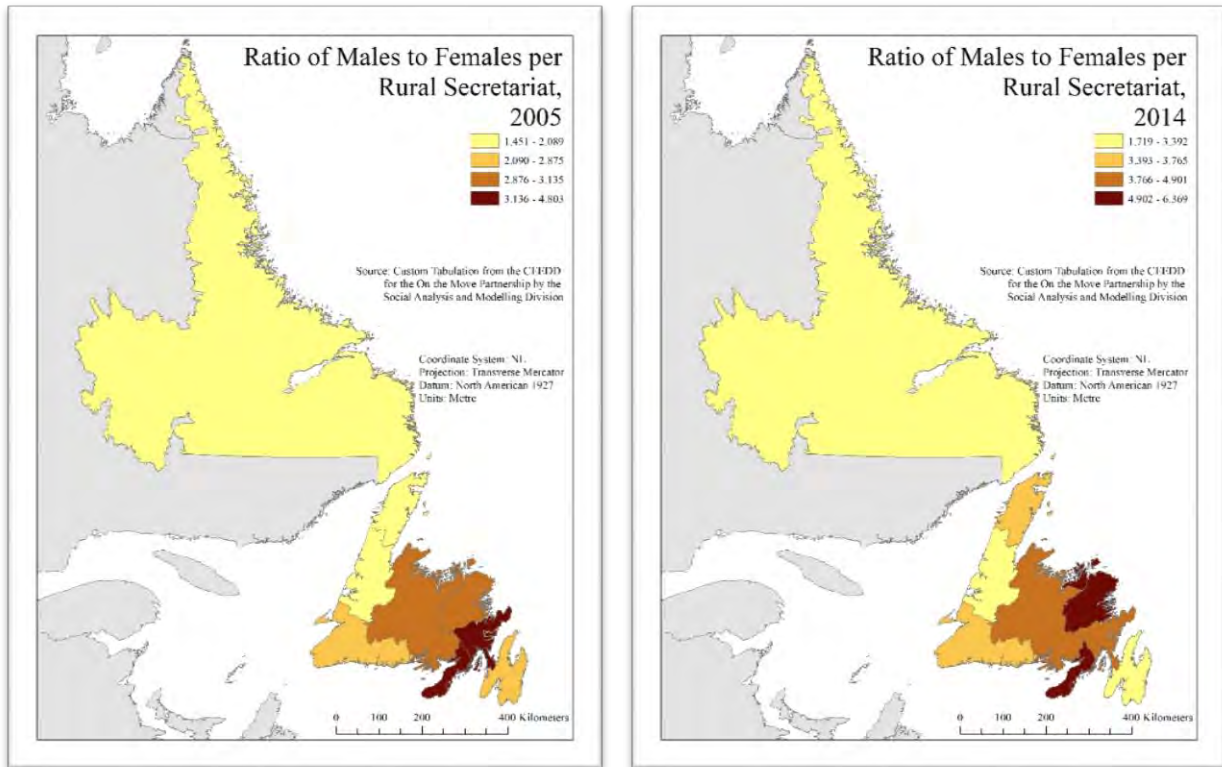 Ratio of Males to Females per
Rural Secretariat,
2005
1.451 - 2.089
2.090 - 2.875
2.876 - 3.135
3.136 - 4.803
Source: Custom Tabulation from the CEEDD
for the On the Move Partnership by the
Social Analysis and Modelling Division
Coordinate System: NL
Projection: Transverse Mercator
Datum: North American 1927
Units: Metre
0 100 200 400 Kilometers
Ratio of Males to Females per
Rural Secretariat,
2014
1.719 - 3.392
3.393 - 3.765
3.766 - 4.901
4.902 - 6.369
Source: Custom Tabulation from the CEEDD
for the On the Move Partnership by the
Social Analysis and Modelling Division
Coordinate System: NL
Projection: Transverse Mercator
Datum: North American 1927
Units: Metre
0 100 200 400 Kilometers